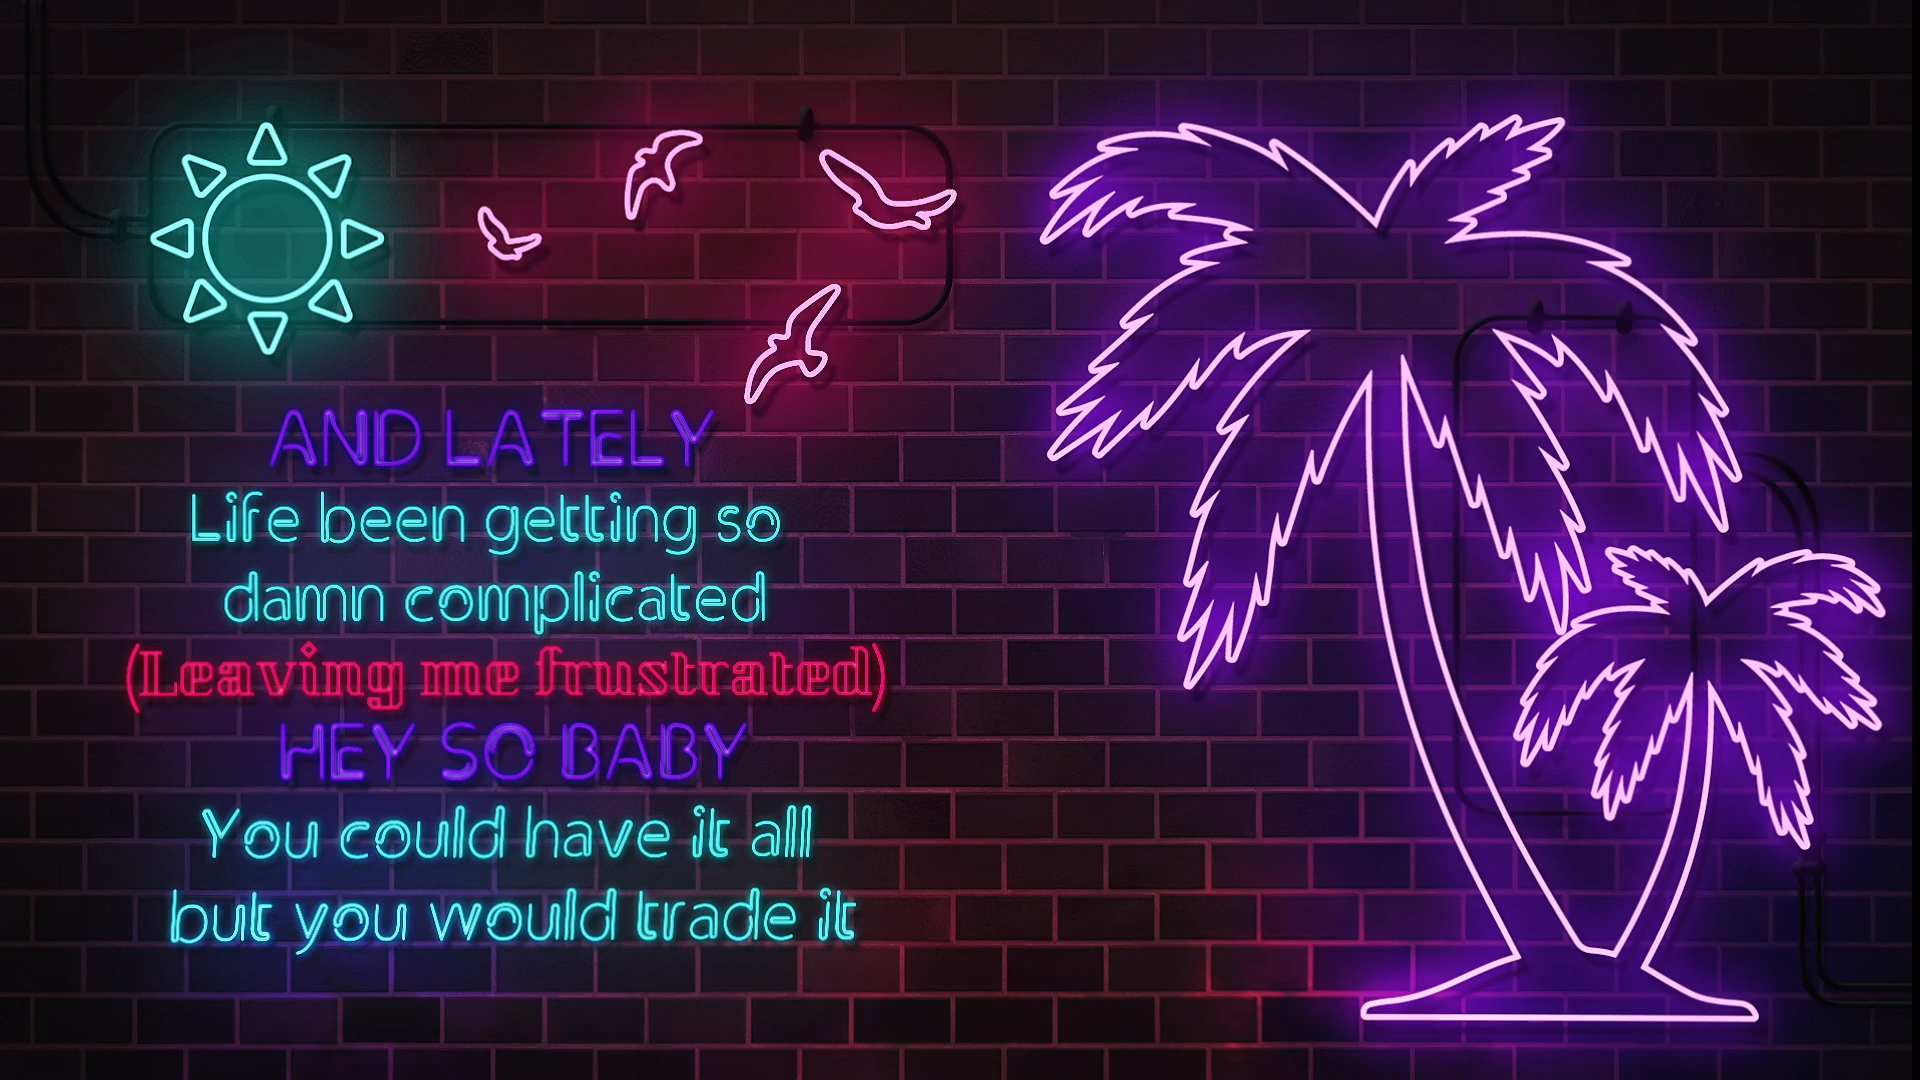 AND LATELY
Life been getting so
damn complicated
(Leaving me frustrated)
HEY SO BABY
You could have it all
but you would trade it